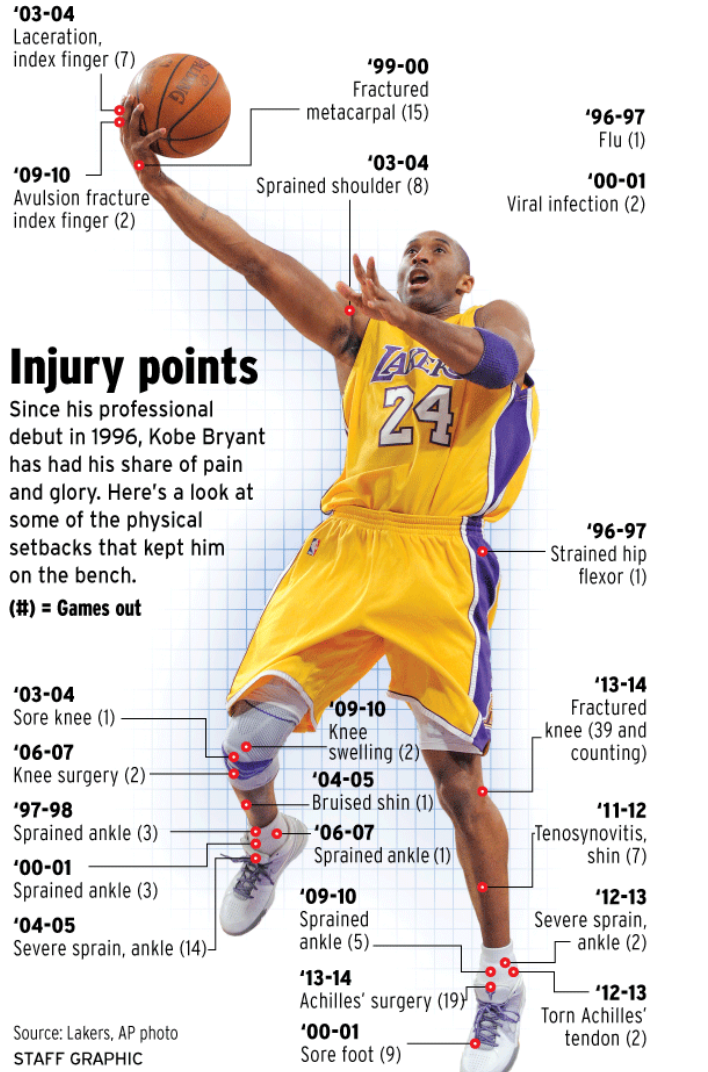 ‘03-04
Laceration,
index finger (7)
‘99-00
Fractured
metacarpal (15)
‘96-97
Flu (1)
‘09-10
Avulsion fracture
index finger (2)
‘03-04
Sprained shoulder (8)
‘00-01
Viral infection (2)
SPALDING
LAKERS
24
Injury points
Since his professional
debut in 1996, Kobe Bryant
has had his share of pain
and glory. Here’s a look at
some of the physical
setbacks that kept him
on the bench.
(#) = Games out
‘96-97
Strained hip
flexor (1)
‘03-04
Sore knee (1)
‘06-07
Knee surgery (2)
‘97-98
Sprained ankle (3)
‘00-01
Sprained ankle (3)
‘04-05
Severe sprain, ankle (14)
‘09-10
Knee
swelling (2)
‘04-05
Bruised shin (1)
‘06-07
Sprained ankle (1)
‘09-10
Sprained
ankle (5)
‘13-14
Achilles’ surgery (19)
‘00-01
Sore foot (9)
‘13-14
Fractured
knee (39 and
counting)
‘11-12
Tenosynovitis,
shin (7)
‘12-13
Severe sprain,
ankle (2)
‘12-13
Torn Achilles’
tendon (2)
Source: Lakers, AP photo
STAFF GRAPHIC